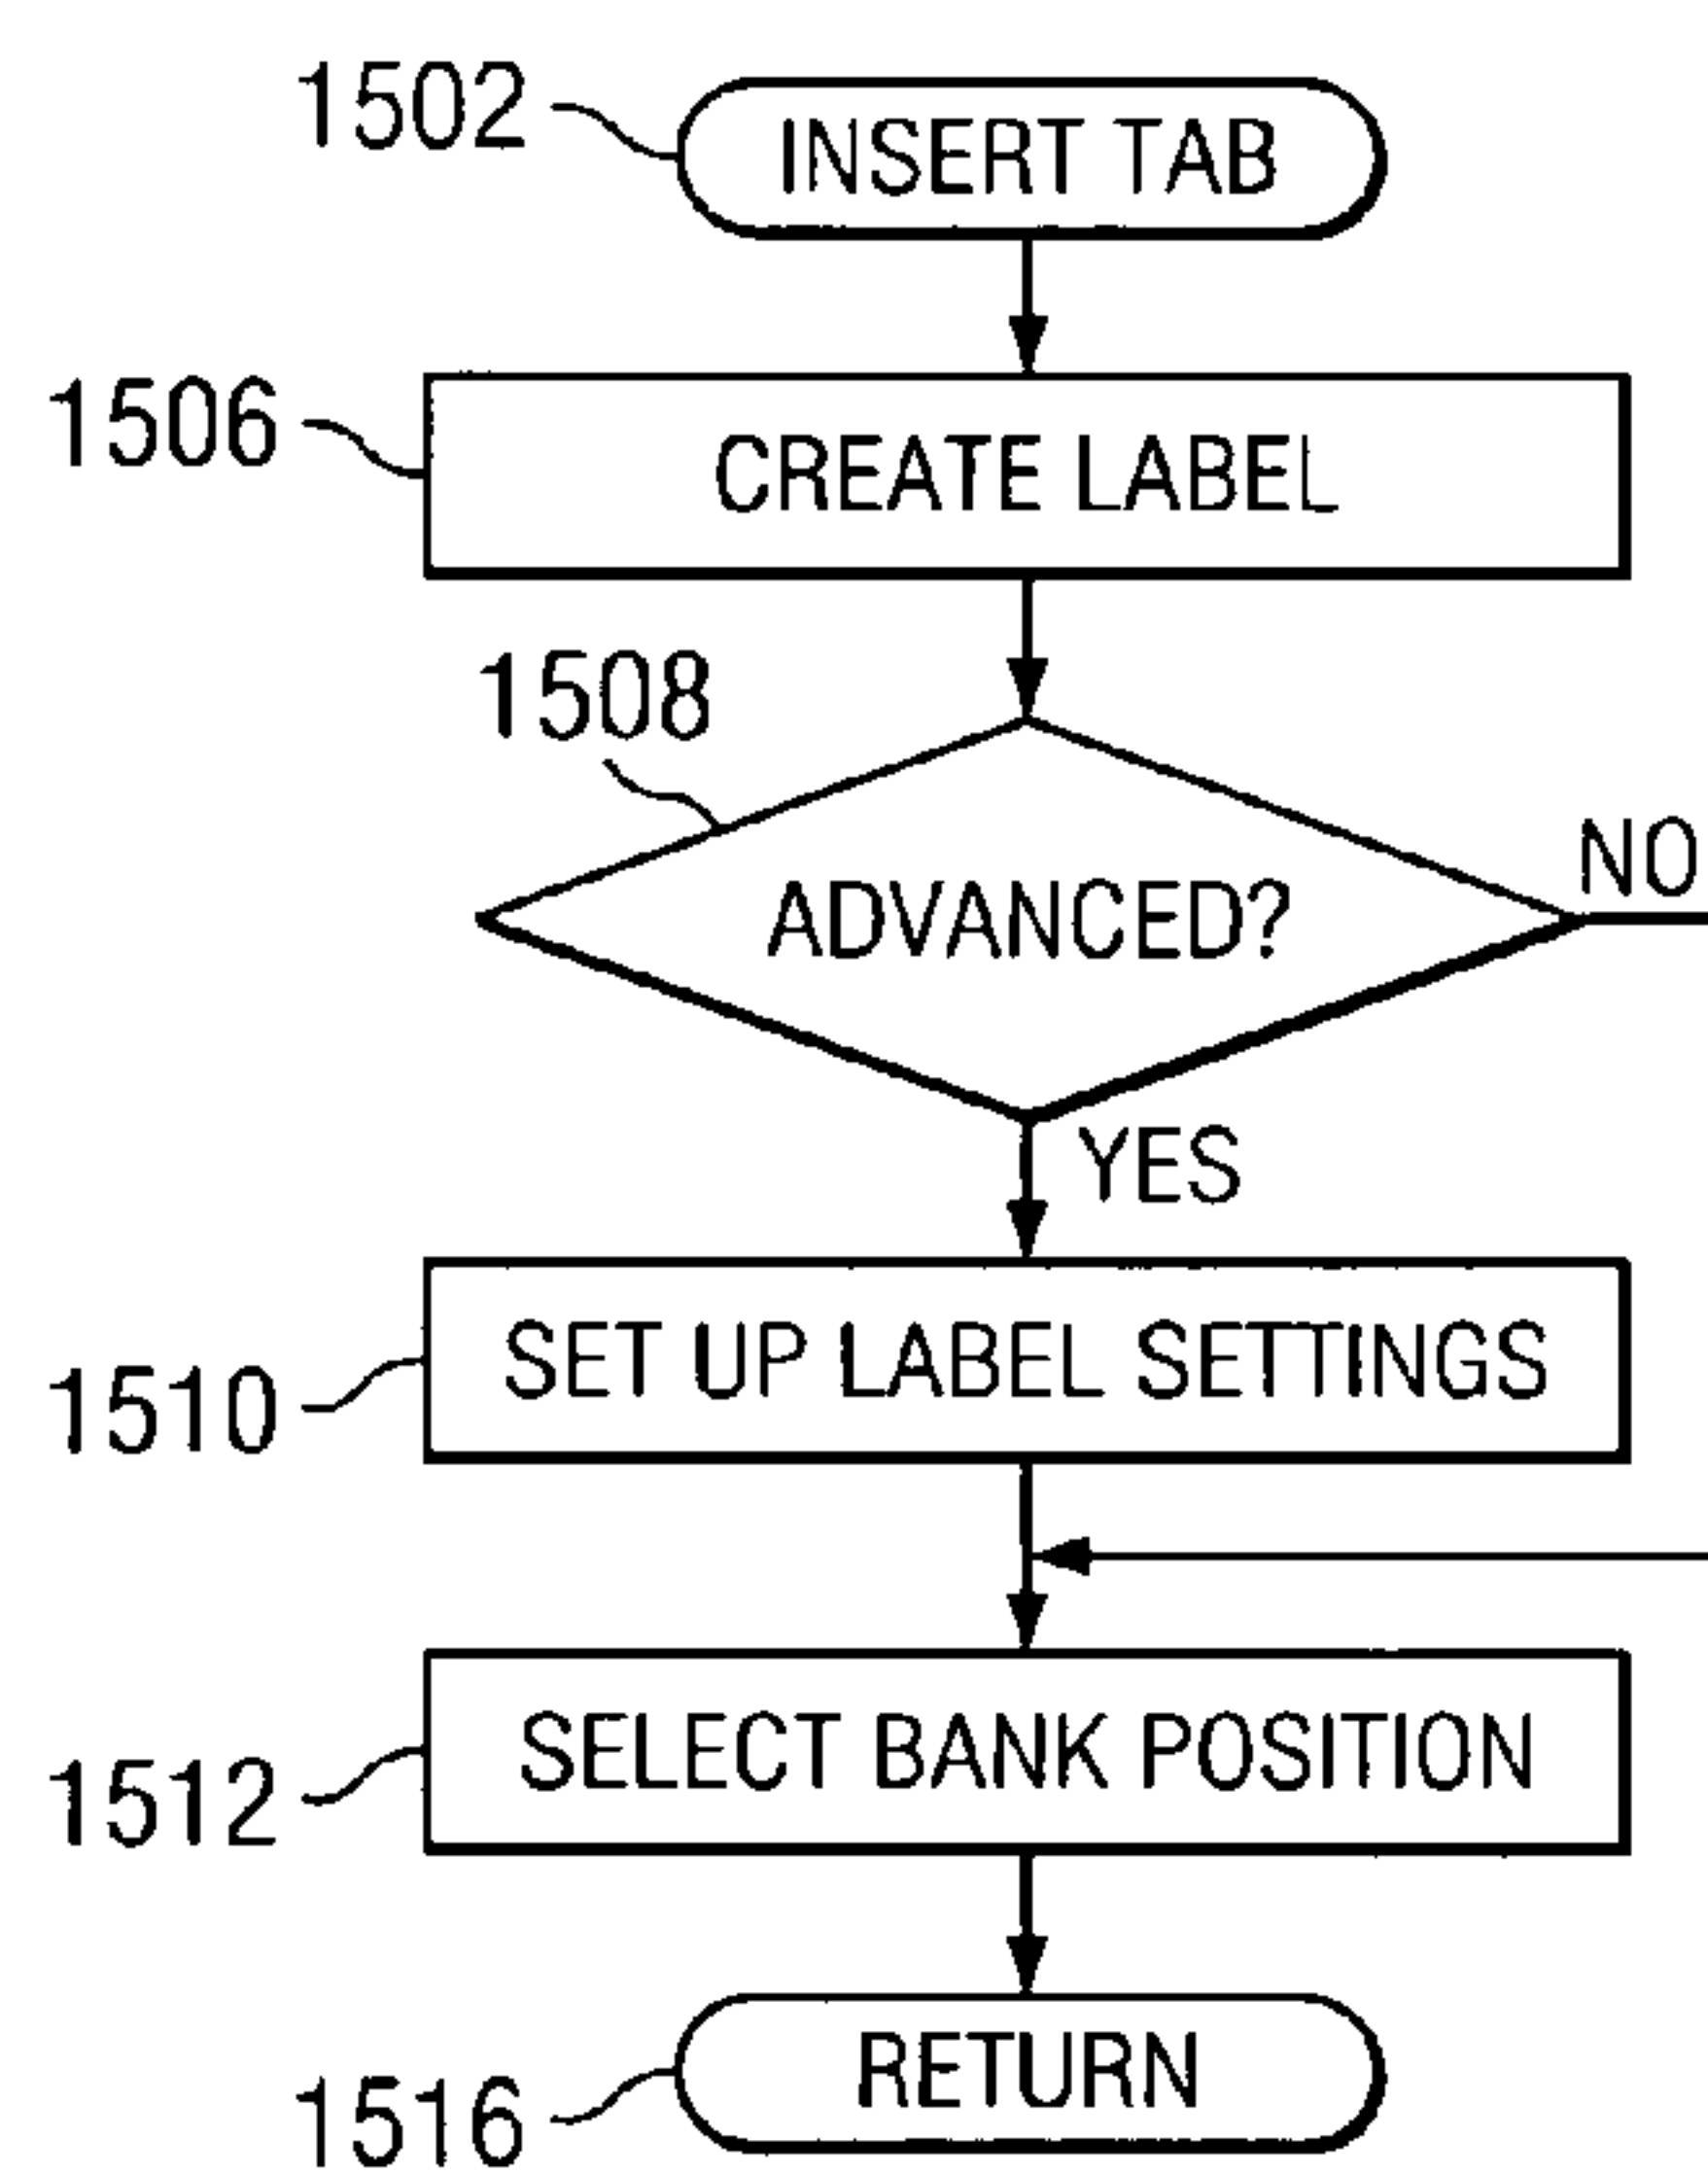 1502
INSERT TAB
1506
CREATE LABEL
1508
ADVANCED?
NO
YES
1510
SET UP LABEL SETTINGS
1512
SELECT BANK POSITION
1516
RETURN